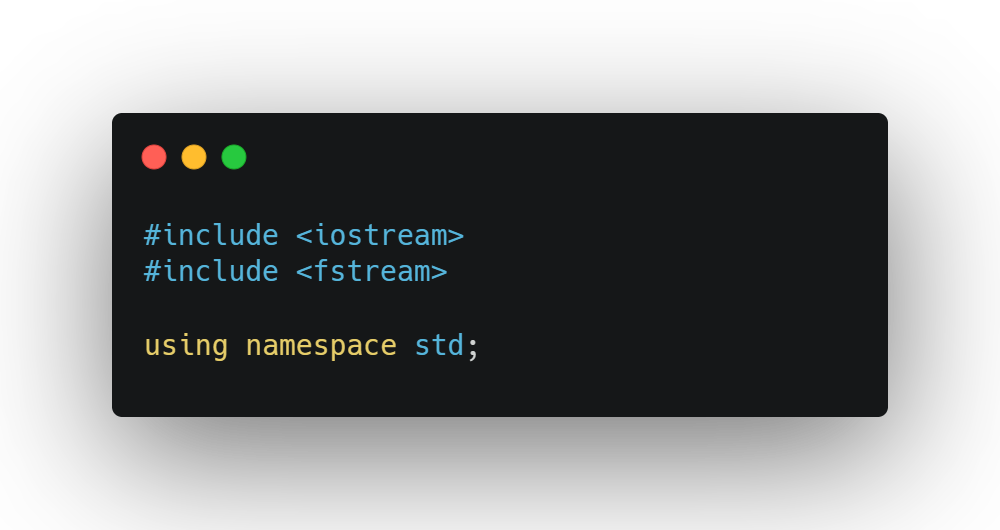 #include <iostream>
#include <fstream>
using namespace std;